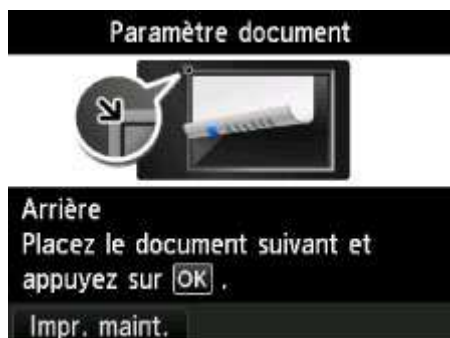 Paramètre document
Arrière
Placez le document suivant et
appuyez sur OK .
Impr. maint.